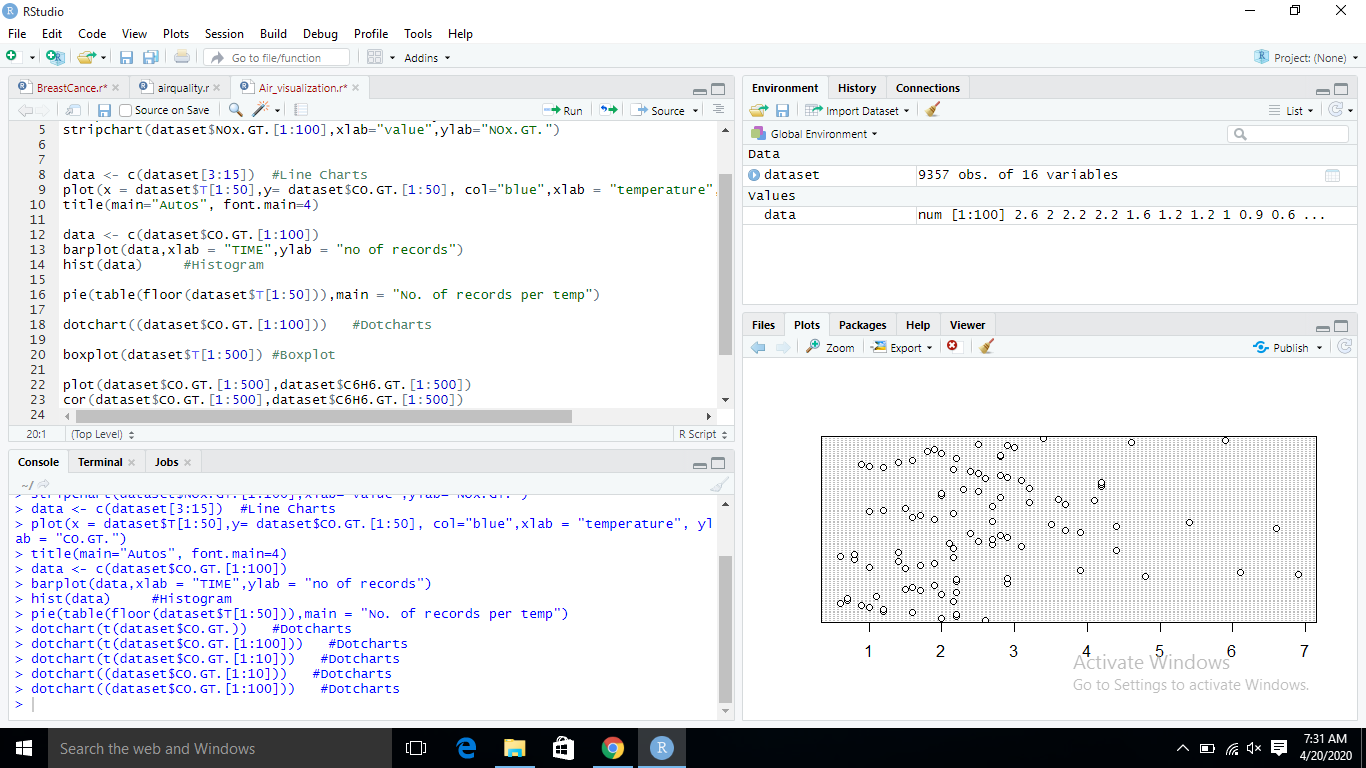 RStudio
File Edit Code View Plots Session Build Debug Profile Tools Help
Go to file/function
Addins
Project: (None)
BreastCance.r*
airquality.r
Air_visualization.r*
Source on Save
Run
Source
5 stripchart(dataset$NOx.GT.[1:100],xlab="value",ylab="NOx.GT.")
6
7
8 data <- c(dataset[3:15])  #Line Charts
9 plot(x = dataset$T[1:50],y= dataset$CO.GT.[1:50], col="blue",xlab = "temperature",
10 title(main="Autos", font.main=4)
11
12 data <- c(dataset$CO.GT.[1:100])
13 barplot(data,xlab = "TIME",ylab = "no of records")
14 hist(data)     #Histogram
15
16 pie(table(floor(dataset$T[1:50])),main = "No. of records per temp")
17
18 dotchart((dataset$CO.GT.[1:100]))   #Dotcharts
19
20 boxplot(dataset$T[1:500]) #Boxplot
21
22 plot(dataset$CO.GT.[1:500],dataset$C6H6.GT.[1:500])
23 cor(dataset$CO.GT.[1:500],dataset$C6H6.GT.[1:500])
24
20:1 (Top Level) R Script
Console Terminal Jobs
~/
> stripchart(dataset$NOx.GT.[1:100],xlab="value",ylab="NOx.GT.")
> data <- c(dataset[3:15])  #Line Charts
> plot(x = dataset$T[1:50],y= dataset$CO.GT.[1:50], col="blue",xlab = "temperature", yl
ab = "CO.GT.")
> title(main="Autos", font.main=4)
> data <- c(dataset$CO.GT.[1:100])
> barplot(data,xlab = "TIME",ylab = "no of records")
> hist(data)     #Histogram
> pie(table(floor(dataset$T[1:50])),main = "No. of records per temp")
> dotchart(t(dataset$CO.GT.))   #Dotcharts
> dotchart(t(dataset$CO.GT.[1:100]))   #Dotcharts
> dotchart(t(dataset$CO.GT.[1:10]))   #Dotcharts
> dotchart((dataset$CO.GT.[1:10]))   #Dotcharts
> dotchart((dataset$CO.GT.[1:100]))   #Dotcharts
>
Environment History Connections
Import Dataset
List
Global Environment
Data
dataset 9357 obs. of 16 variables
Values
data num [1:100] 2.6 2 2.2 2.2 1.6 1.2 1.2 1 0.9 0.6 ...
Files Plots Packages Help Viewer
Zoom Export Publish
1 2 3 4 5 6 7
Activate Windows
Go to Settings to activate Windows.
Search the web and Windows
7:31 AM
4/20/2020